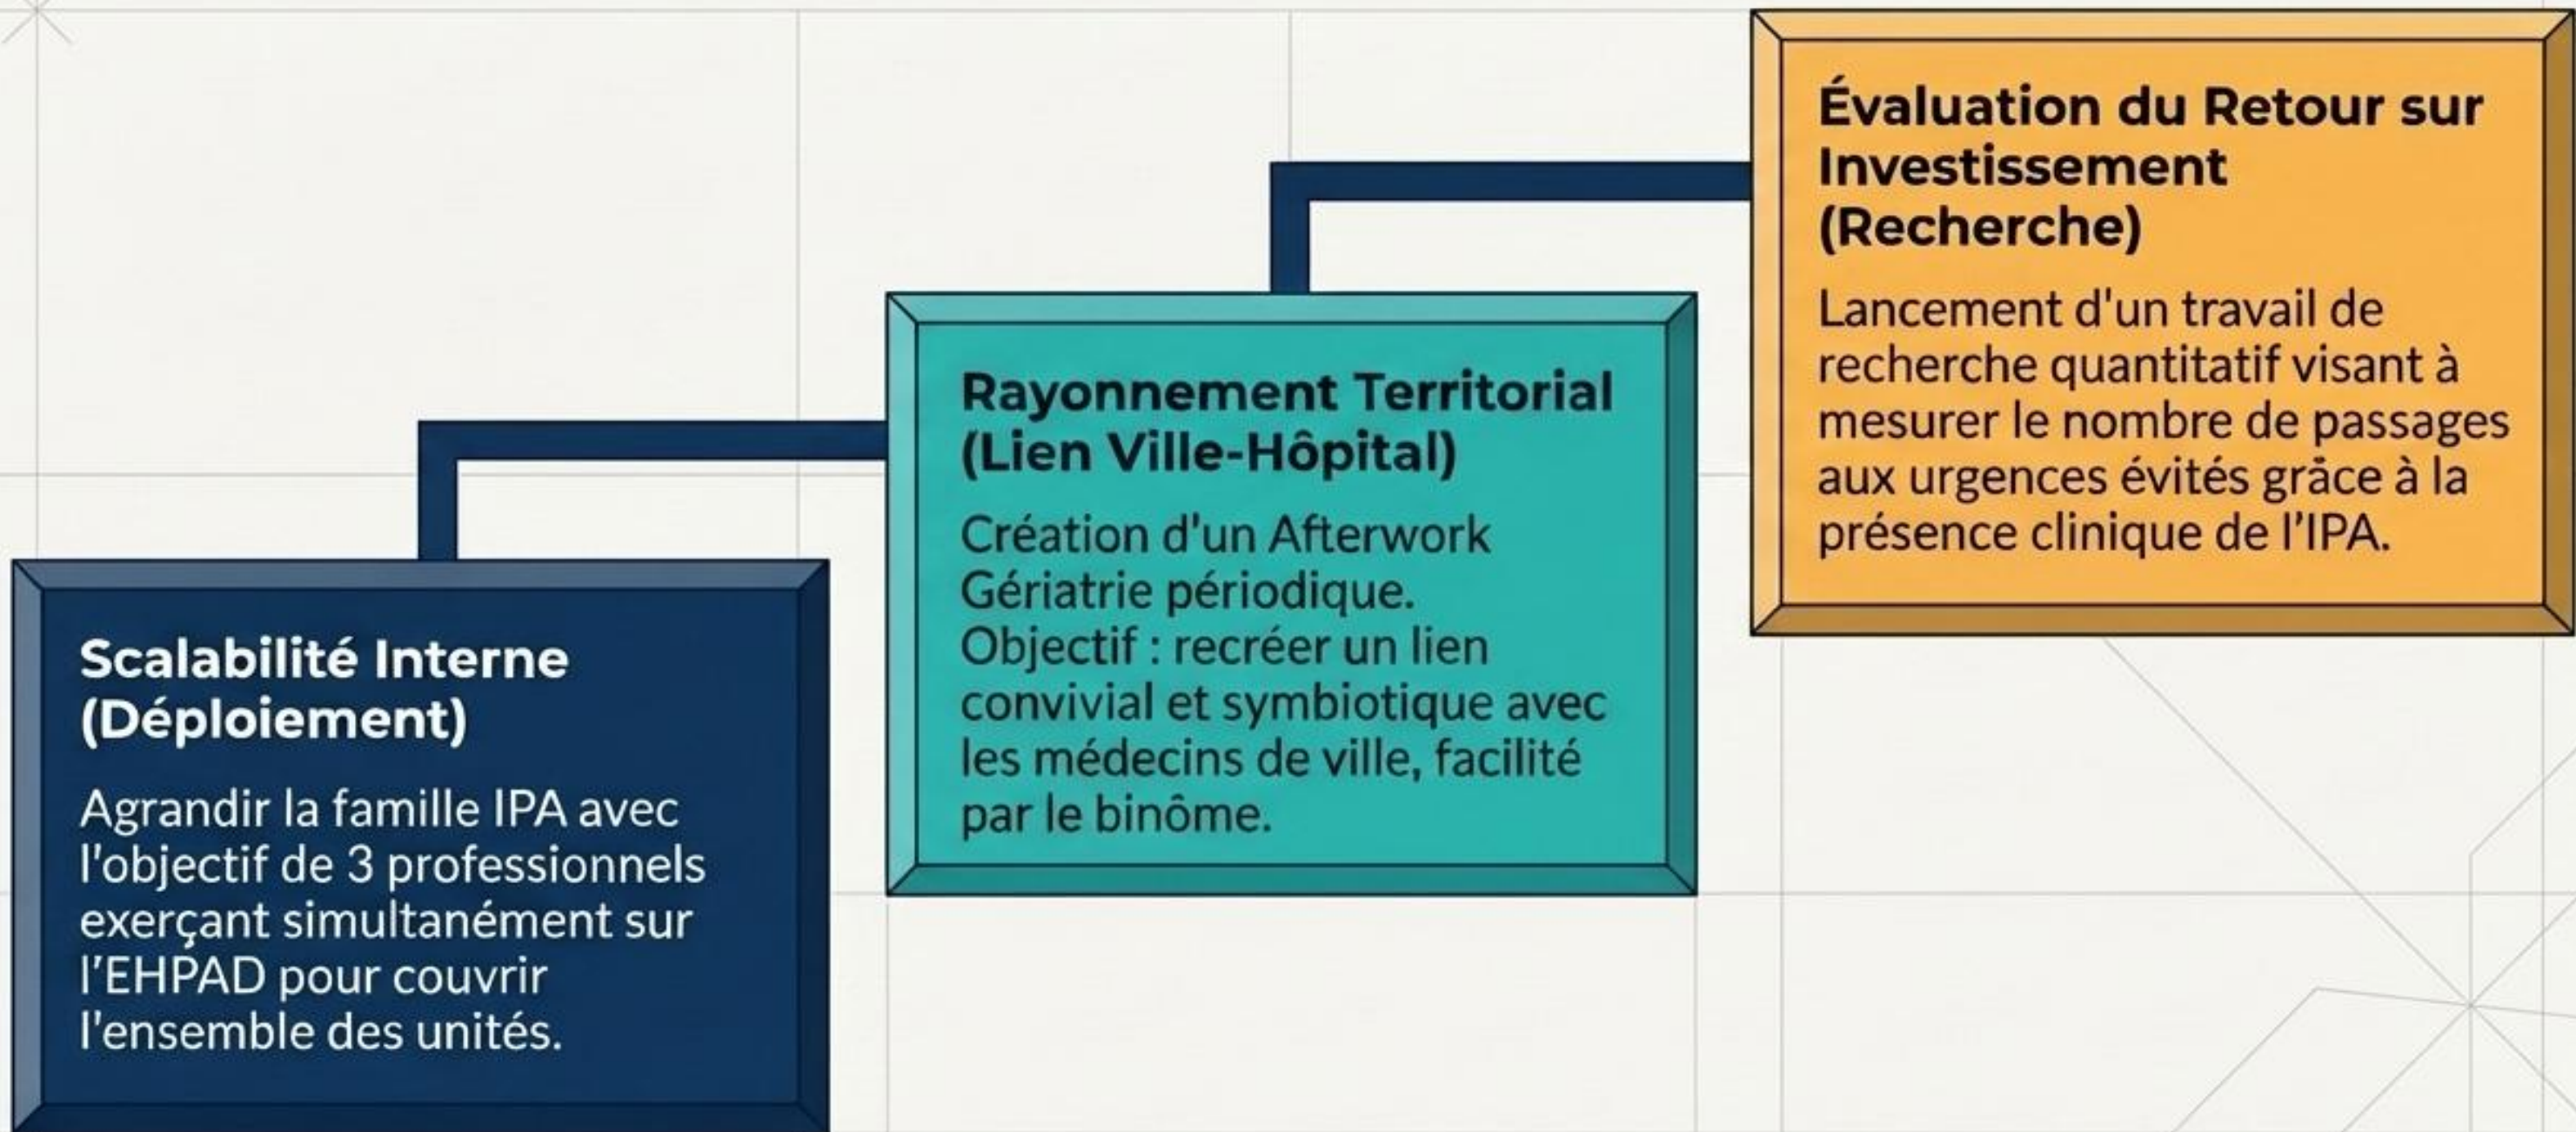 Scalabilité Interne
(Déploiement)
Agrandir la famille IPA avec
l'objectif de 3 professionnels
exerçant simultanément sur
l'EHPAD pour couvrir
l'ensemble des unités.
Rayonnement Territorial
(Lien Ville-Hôpital)
Création d'un Afterwork
Gériatrie périodique.
Objectif : recréer un lien
convivial et symbiotique avec
les médecins de ville, facilité
par le binôme.
Évaluation du Retour sur
Investissement
(Recherche)
Lancement d'un travail de
recherche quantitatif visant à
mesurer le nombre de passages
aux urgences évités grâce à la
présence clinique de l'IPA.